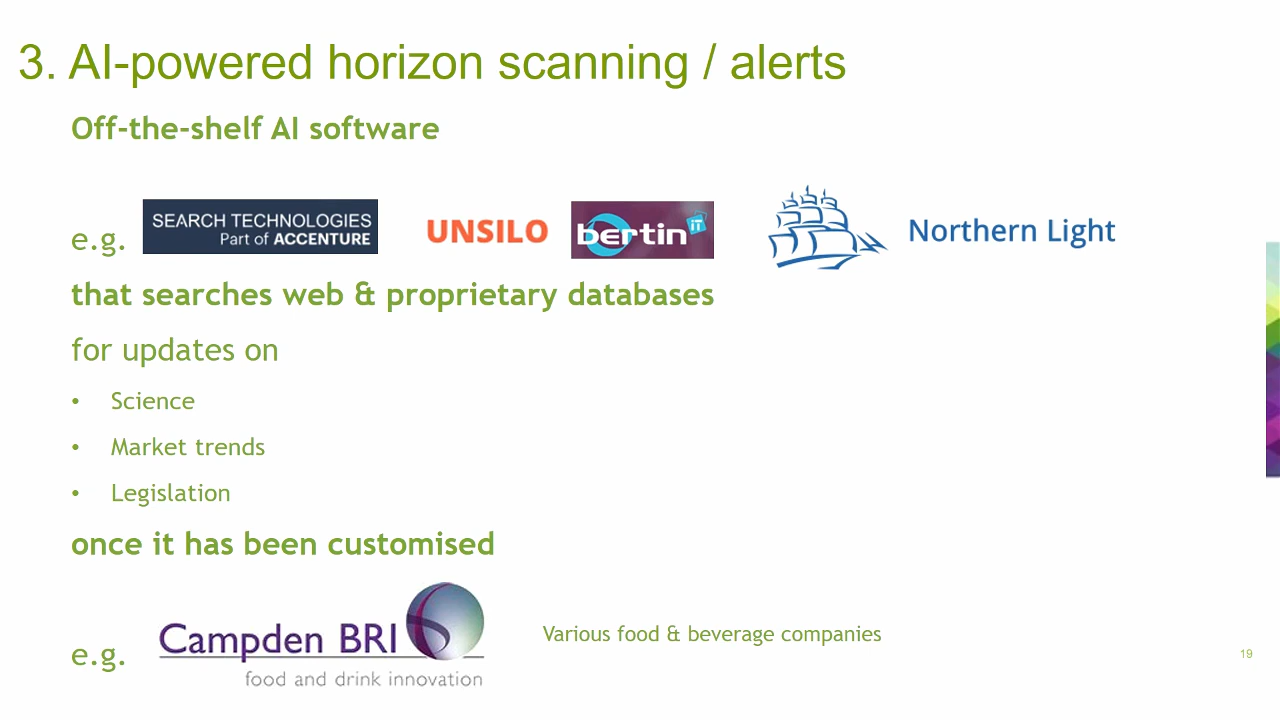 3. AI-powered horizon scanning / alerts
Off-the-shelf AI software
e.g.
SEARCH TECHNOLOGIES
Part of ACCENTURE
UNSILO
bertin IT
Northern Light
that searches web & proprietary databases
for updates on
• Science
• Market trends
• Legislation
once it has been customised
e.g.
Campden BRI
food and drink innovation
Various food & beverage companies
19